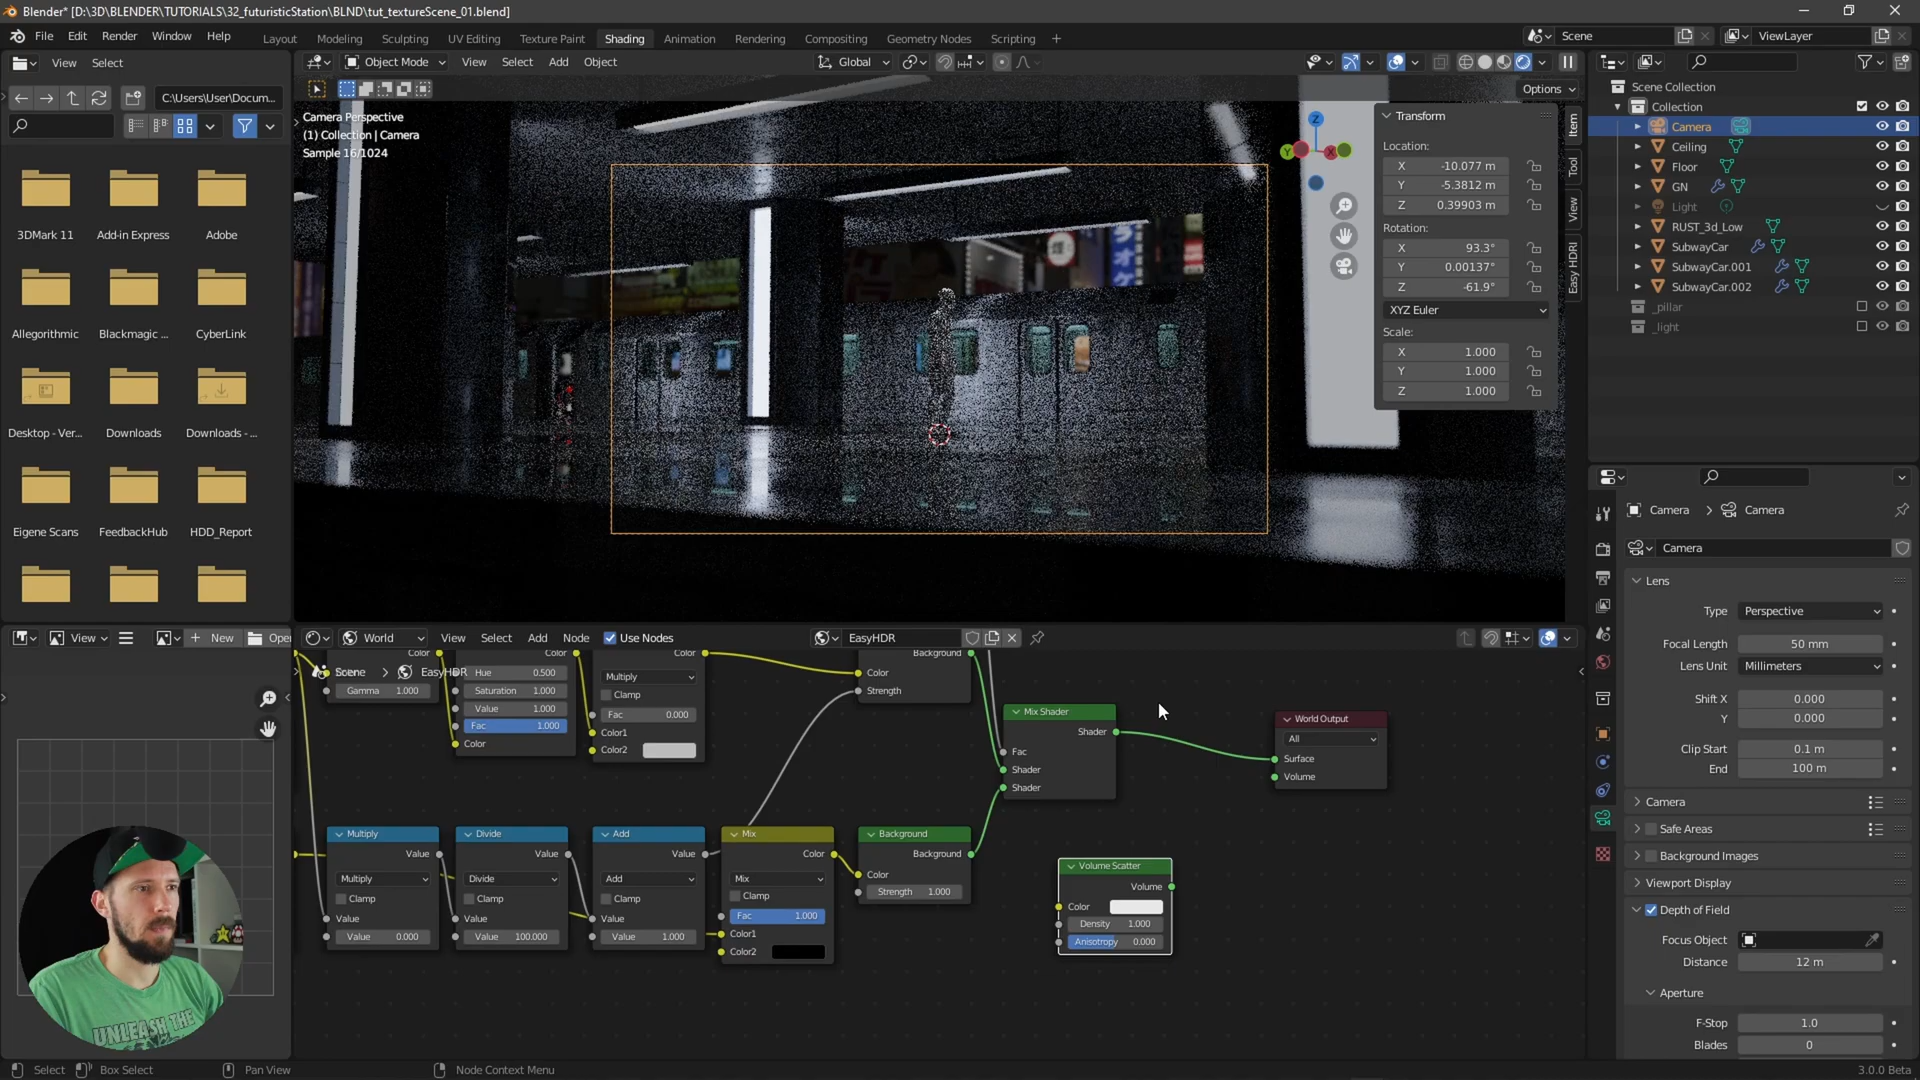 Blender* [D:\3D\BLENDER\TUTORIALS\32_futuristicStation\BLND\tut_textureScene_01.blend]
File Edit Render Window Help
Layout Modeling Sculpting UV Editing Texture Paint Shading Animation Rendering Compositing Geometry Nodes Scripting +
Scene
ViewLayer
View Select
Object Mode View Select Add Object
Global
C:\Users\User\Docum...
Options
Camera Perspective
(1) Collection | Camera
Sample 16/1024
3DMark 11
Add-in Express
Adobe
Allegorithmic
Blackmagic ...
CyberLink
Desktop - Ver...
Downloads
Downloads - ...
Eigene Scans
FeedbackHub
HDD_Report
カラオケ
Z
Y
X
Transform
Location:
X -10.077 m
Y -5.3812 m
Z 0.39903 m
Rotation:
X 93.3°
Y 0.00137°
Z -61.9°
XYZ Euler
Scale:
X 1.000
Y 1.000
Z 1.000
Item
Tool
View
Easy HDRI
Scene Collection
Collection
Camera
Ceiling
Floor
GN
Light
RUST_3d_Low
SubwayCar
SubwayCar.001
SubwayCar.002
_pillar
_light
Camera > Camera
Camera
Lens
Type Perspective
Focal Length 50 mm
Lens Unit Millimeters
Shift X 0.000
Y 0.000
Clip Start 0.1 m
End 100 m
Camera
Safe Areas
Background Images
Viewport Display
Depth of Field
Focus Object
Distance 12 m
Aperture
F-Stop 1.0
Blades 0
View
New
Open
World View Select Add Node Use Nodes
EasyHDR
Scene > EasyHDR
Color
Gamma 1.000
Color
Hue 0.500
Saturation 1.000
Value 1.000
Fac 1.000
Color
Color
Multiply
Clamp
Fac 0.000
Color1
Color2
Background
Color
Strength
Mix Shader
Shader
Fac
Shader
Shader
World Output
All
Surface
Volume
Multiply
Value
Multiply
Clamp
Value
Value 0.000
Divide
Value
Divide
Clamp
Value
Value 100.000
Add
Value
Add
Clamp
Value
Value 1.000
Mix
Color
Mix
Clamp
Fac 1.000
Color1
Color2
Background
Background
Color
Strength 1.000
Volume Scatter
Volume
Color
Density 1.000
Anisotropy 0.000
UNLEASH THE
Select Box Select Pan View Node Context Menu
3.0.0 Beta